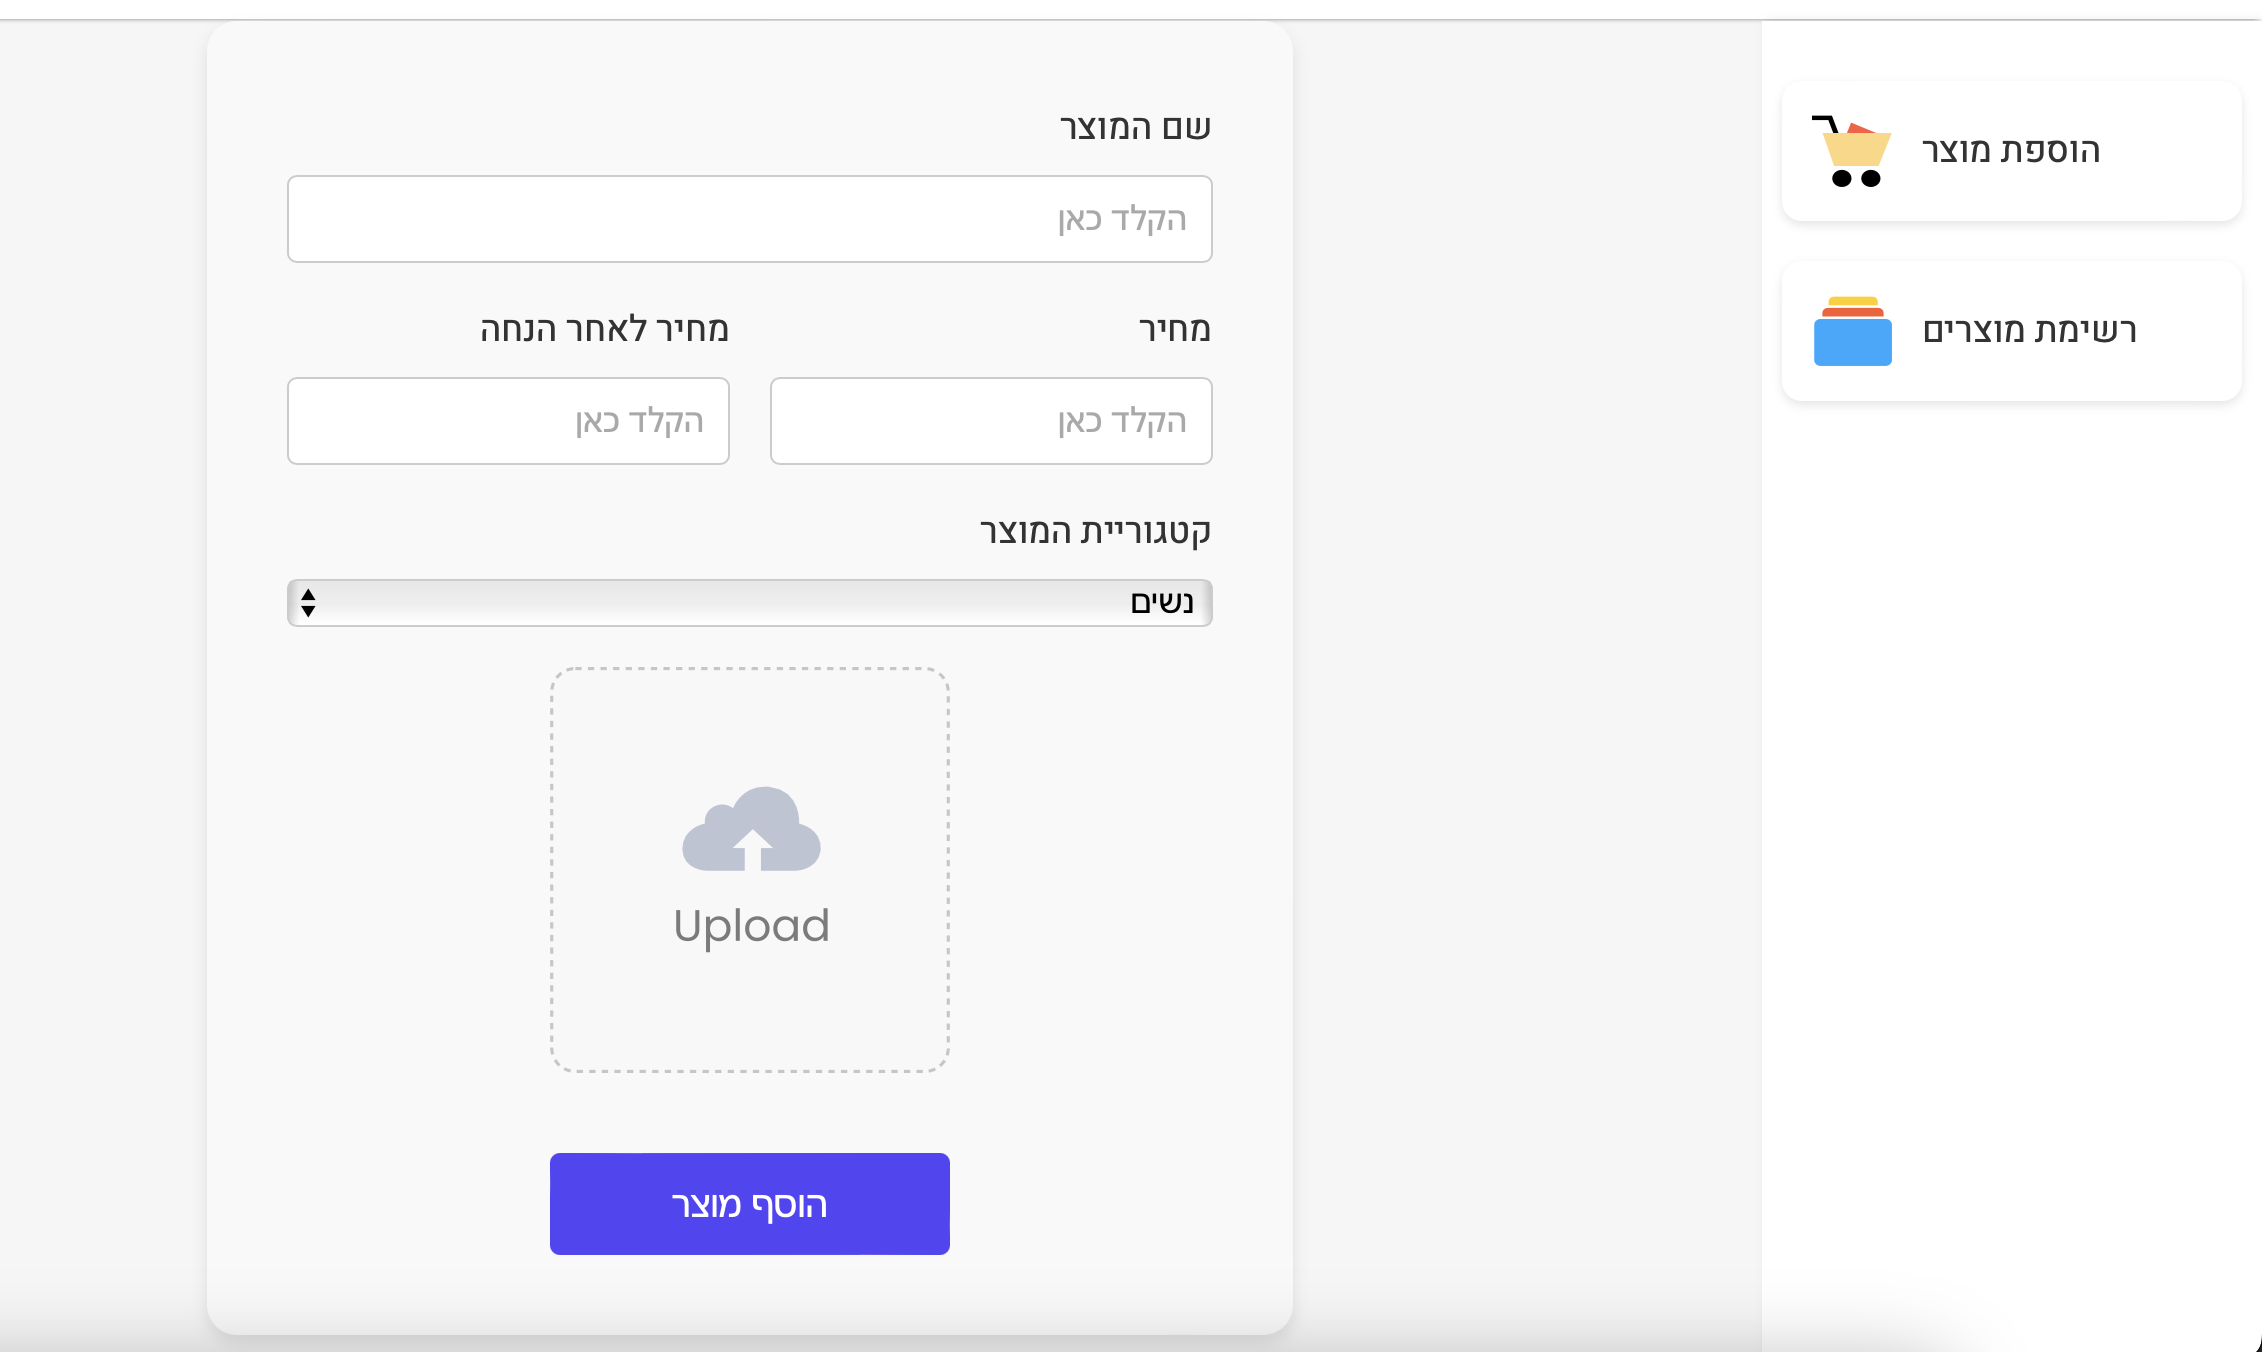 הוספת מוצר
רשימת מוצרים
שם המוצר
הקלד כאן
מחיר
מחיר לאחר הנחה
הקלד כאן
הקלד כאן
קטגוריית המוצר
נשים
Upload
הוסף מוצר